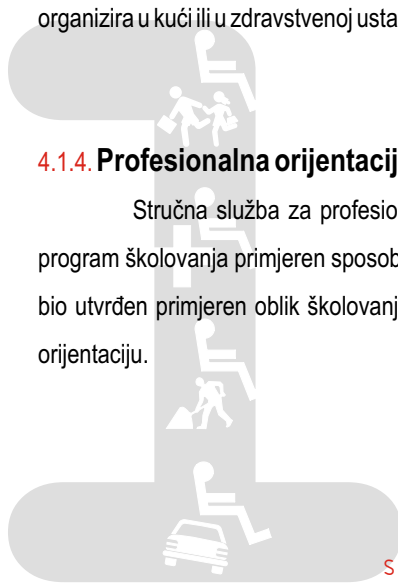 organizira u kući ili u zdravstvenoj usta
4.1.4. Profesionalna orijentacij
Stručna služba za profesio
program školovanja primjeren sposob
bio utvrđen primjeren oblik školovanj
orijentaciju.
S